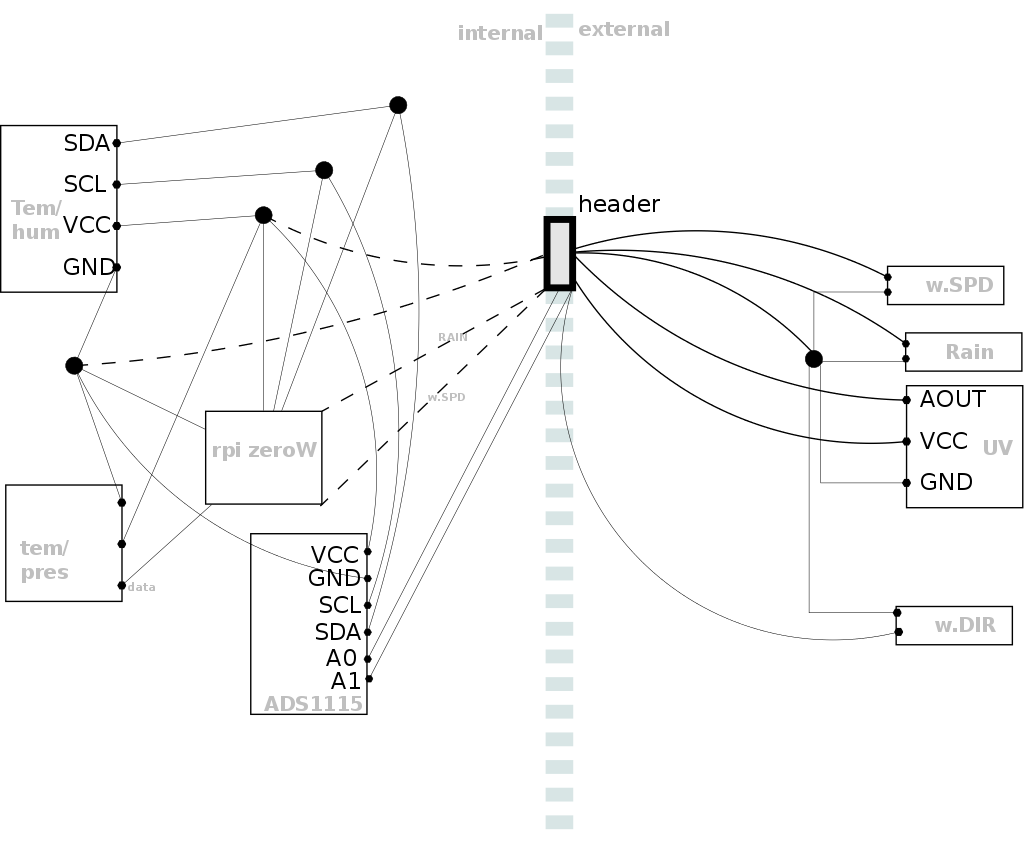 internal
external
SDA
SCL
Tem/
hum
VCC
GND
header
w.SPD
Rain
AOUT
VCC
UV
GND
RAIN
w.SPD
rpi zeroW
tem/
pres
data
VCC
GND
SCL
SDA
A0
A1
ADS1115
w.DIR